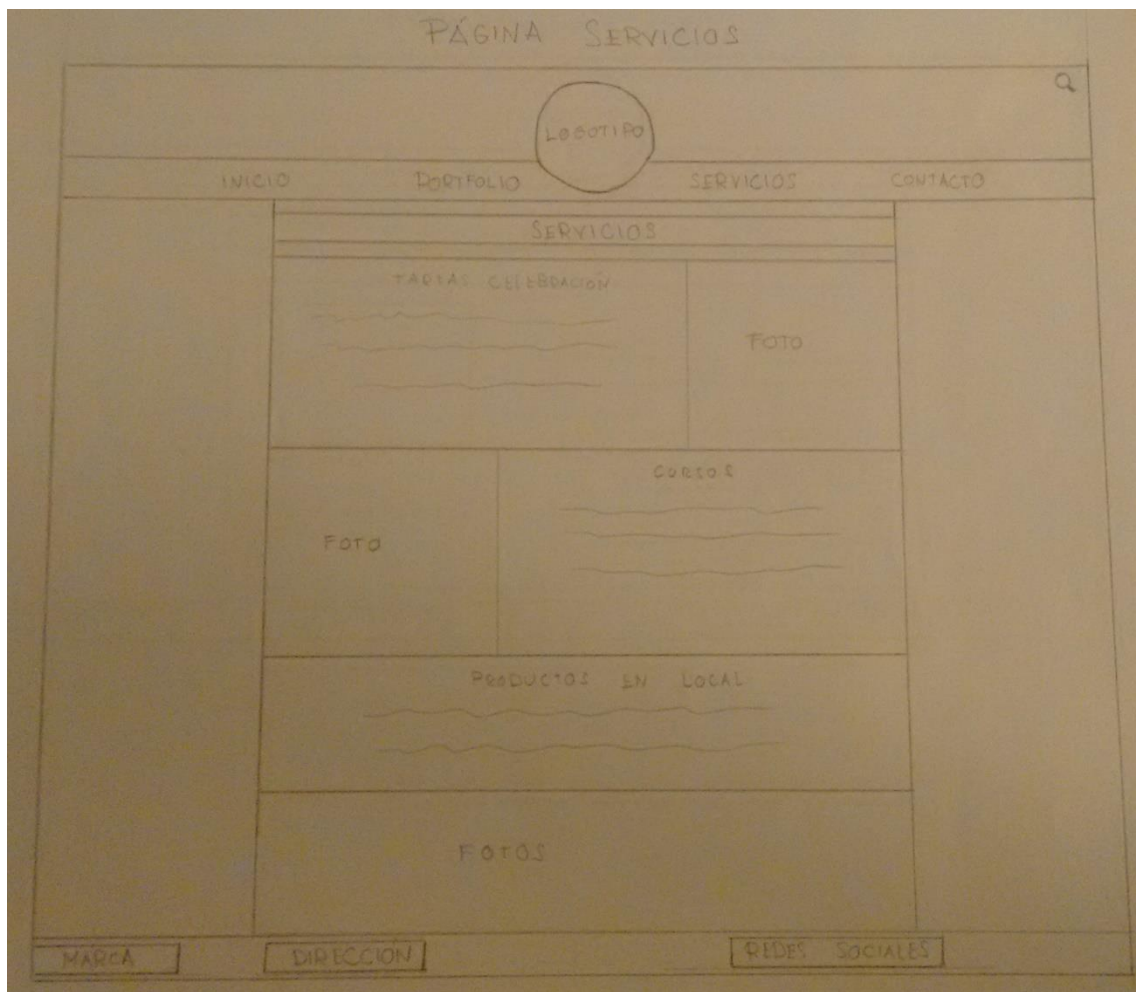 PÁGINA SERVICIOS
LOGOTIPO
INICIO PORTFOLIO SERVICIOS CONTACTO
SERVICIOS
TARTAS CELEBRACIÓN
FOTO
CURSOS
FOTO
PRODUCTOS EN LOCAL
FOTOS
MARCA DIRECCIÓN REDES SOCIALES